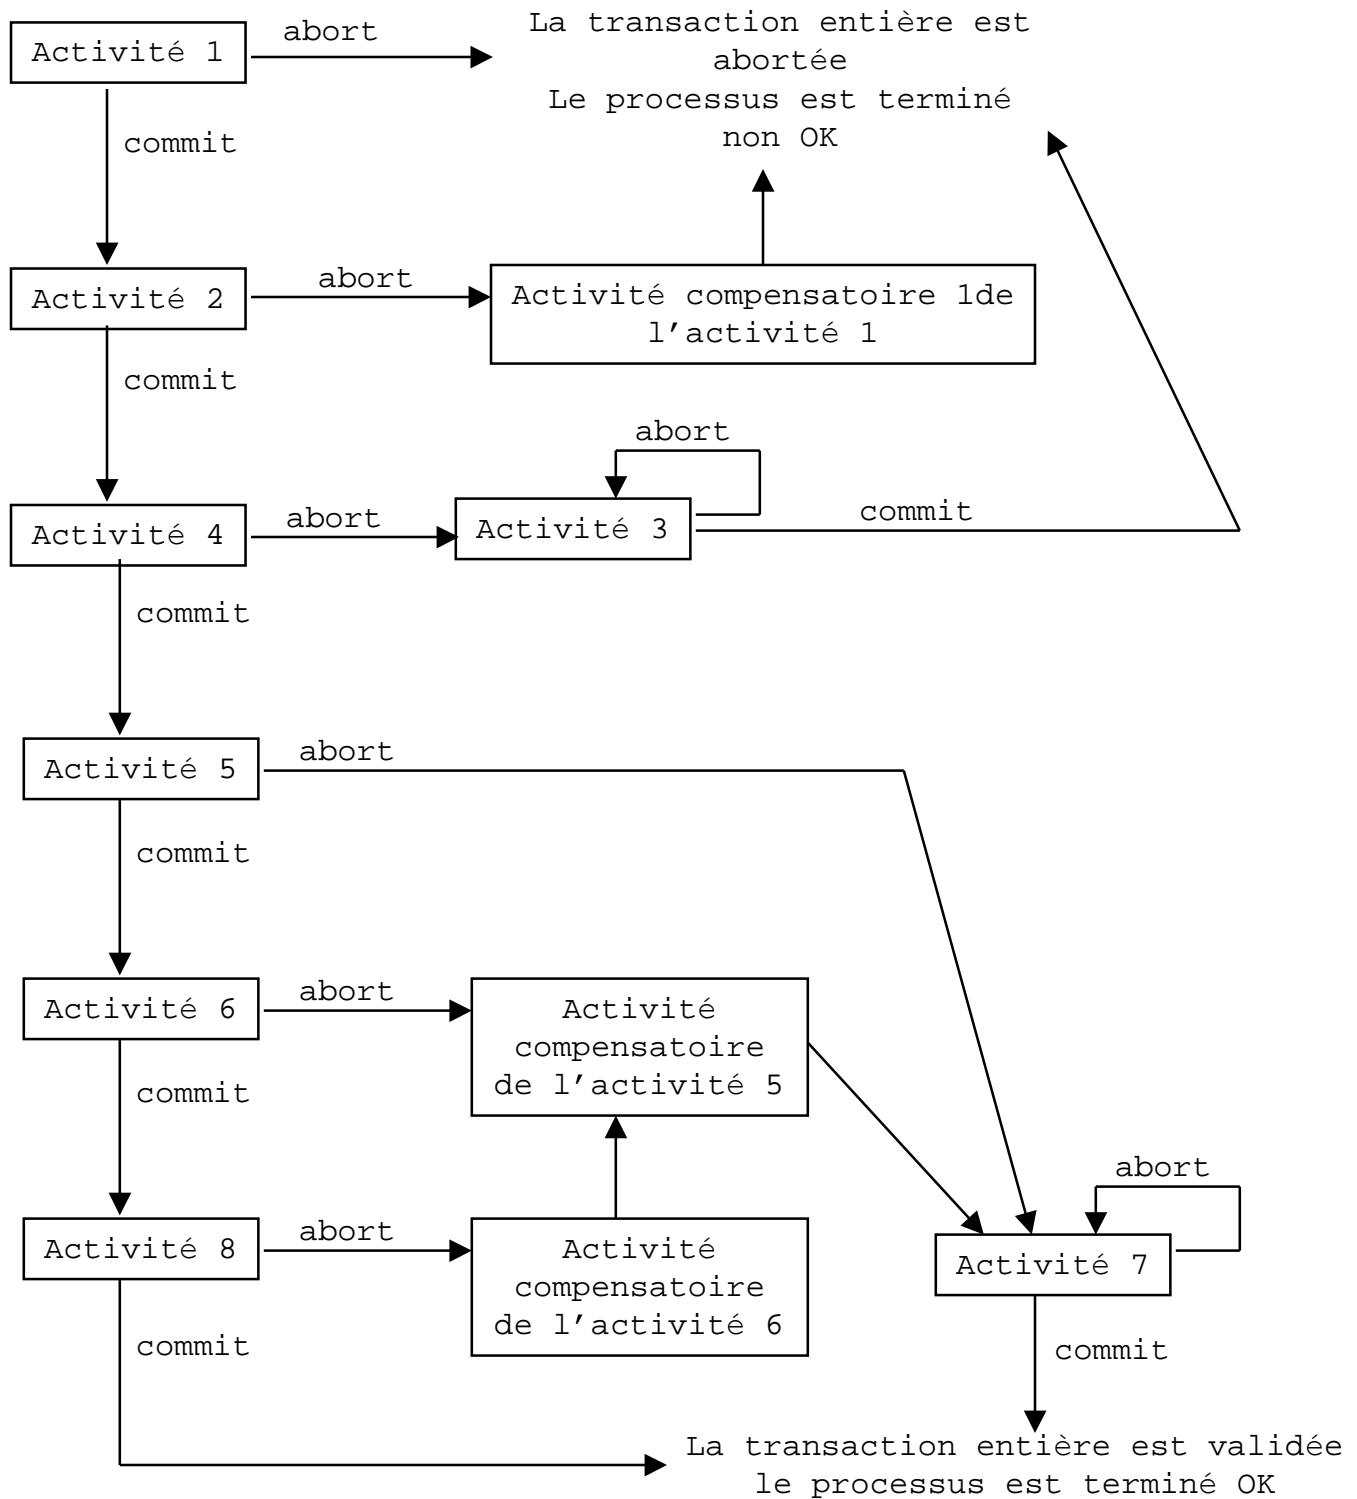 Activité 1
abort
La transaction entière est
abortée
Le processus est terminé
non OK
commit
Activité 2
abort
Activité compensatoire 1de
l'activité 1
commit
abort
Activité 4
abort
Activité 3
commit
commit
Activité 5
abort
commit
Activité 6
abort
Activité
compensatoire
de l'activité 5
commit
abort
Activité 8
abort
Activité
compensatoire
de l'activité 6
Activité 7
commit
commit
La transaction entière est validée
le processus est terminé OK